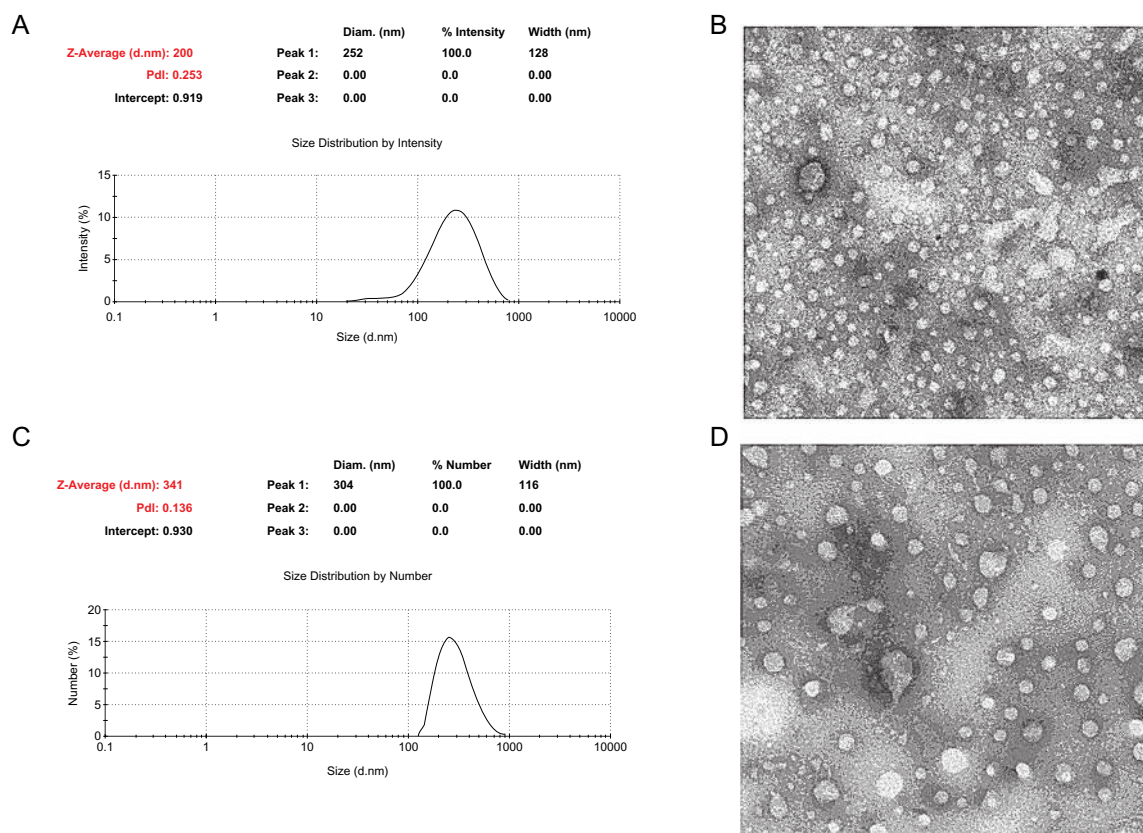 A
Diam. (nm) % Intensity Width (nm)
Z-Average (d.nm): 200 Peak 1: 252 100.0 128
PdI: 0.253 Peak 2: 0.00 0.0 0.00
Intercept: 0.919 Peak 3: 0.00 0.0 0.00
Size Distribution by Intensity
15
10
5
0
Intensity (%)
0.1 1 10 100 1000 10000
Size (d.nm)
B
C
Diam. (nm) % Number Width (nm)
Z-Average (d.nm): 341 Peak 1: 304 100.0 116
PdI: 0.136 Peak 2: 0.00 0.0 0.00
Intercept: 0.930 Peak 3: 0.00 0.0 0.00
Size Distribution by Number
20
15
10
5
0
Number (%)
0.1 1 10 100 1000 10000
Size (d.nm)
D